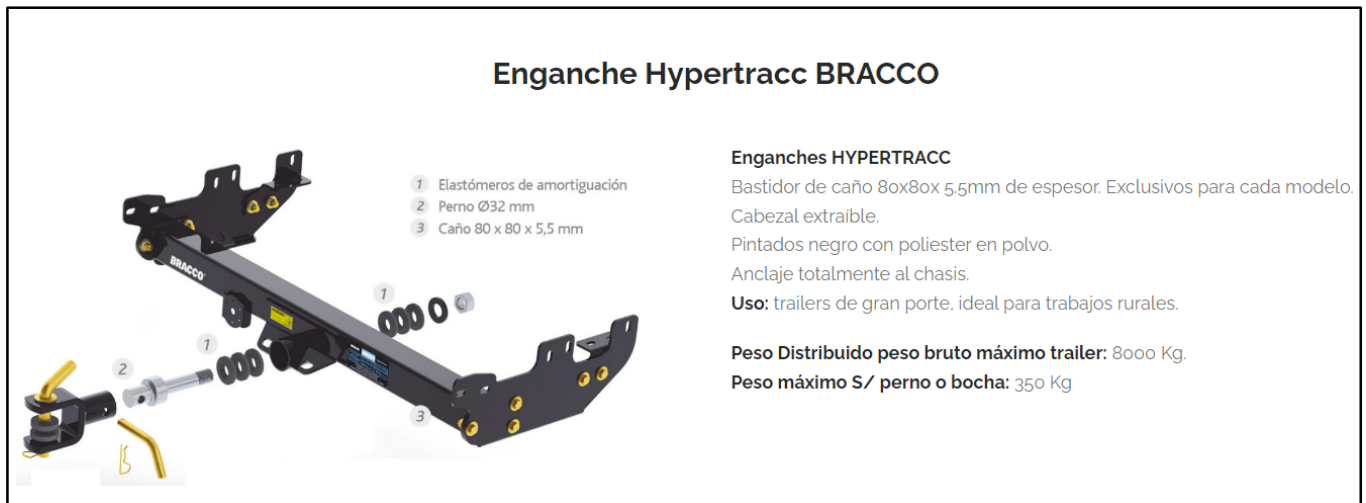 Enganche Hypertracc BRACCO
1 Elastómeros de amortiguación
2 Perno Ø32 mm
3 Caño 80 x 80 x 5,5 mm
BRACCO
1
1
2
3
Enganches HYPERTRACC
Bastidor de caño 80x80x 5.5mm de espesor. Exclusivos para cada modelo.
Cabezal extraíble.
Pintados negro con poliester en polvo.
Anclaje totalmente al chasis.
Uso: trailers de gran porte, ideal para trabajos rurales.
Peso Distribuido peso bruto máximo trailer: 8000 Kg.
Peso máximo S/ perno o bocha: 350 Kg